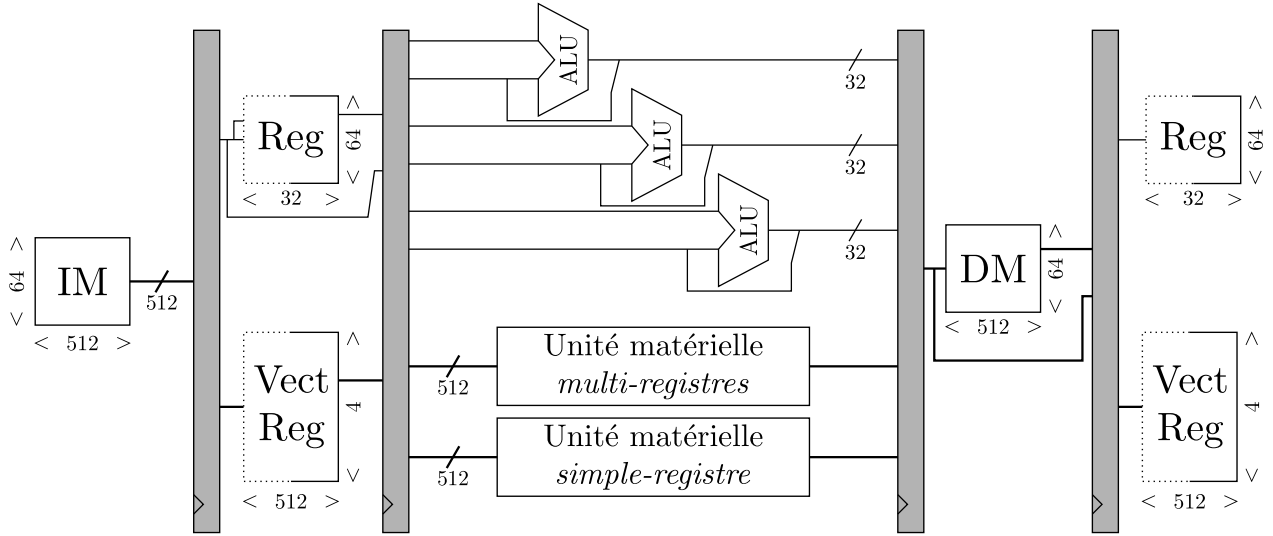 IM
< 64 >
< 512 >
512
Reg
< 64 >
< 32 >
Vect
Reg
< 4 >
< 512 >
ALU
32
ALU
32
ALU
32
512
Unité matérielle
multi-registres
512
Unité matérielle
simple-registre
DM
< 64 >
< 512 >
Reg
< 64 >
< 32 >
Vect
Reg
< 4 >
< 512 >